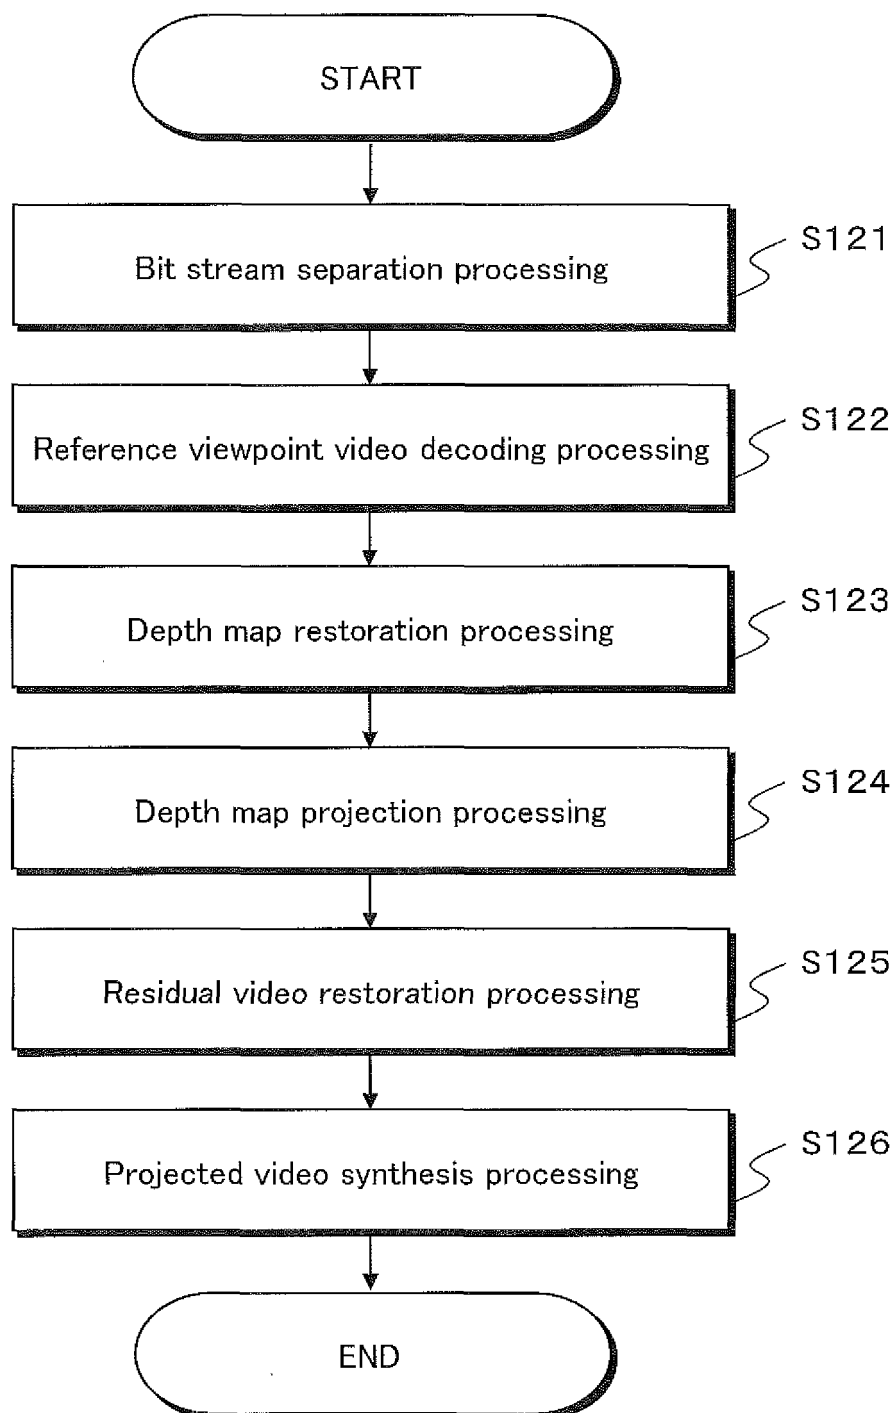 START
Bit stream separation processing
S121
Reference viewpoint video decoding processing
S122
Depth map restoration processing
S123
Depth map projection processing
S124
Residual video restoration processing
S125
Projected video synthesis processing
S126
END